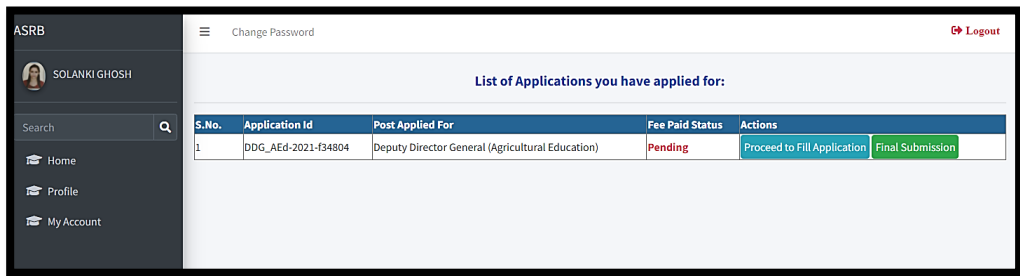 ASRB
Change Password
Logout
SOLANKI GHOSH
List of Applications you have applied for:
Search
S.No. Application Id Post Applied For Fee Paid Status Actions
1 DDG_AEd-2021-f34804 Deputy Director General (Agricultural Education) Pending Proceed to Fill Application Final Submission
Home
Profile
My Account